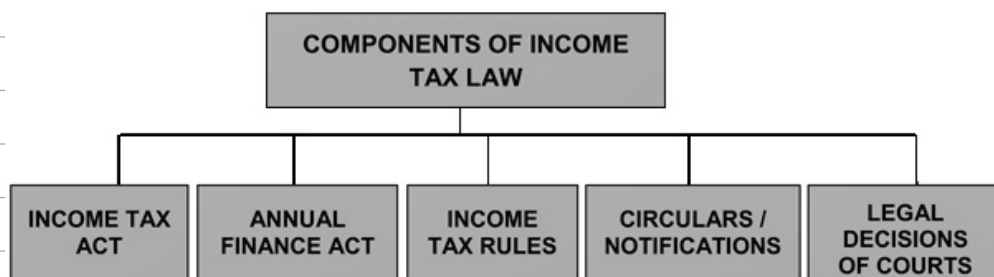 COMPONENTS OF INCOME
TAX LAW
INCOME TAX
ACT
ANNUAL
FINANCE ACT
INCOME
TAX RULES
CIRCULARS /
NOTIFICATIONS
LEGAL
DECISIONS
OF COURTS